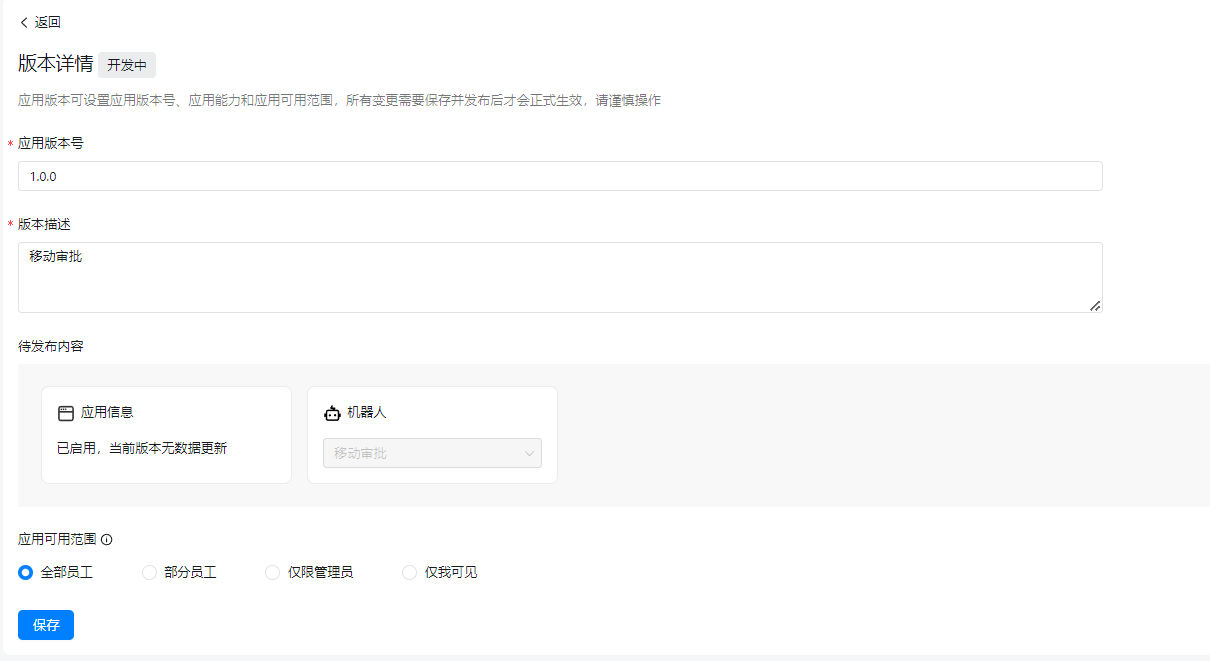 返回
版本详情 开发中
应用版本可设置应用版本号、应用能力和应用可用范围，所有变更需要保存并发布后才会正式生效，请谨慎操作
* 应用版本号
1.0.0
* 版本描述
移动审批
待发布内容
应用信息
已启用，当前版本无数据更新
机器人
移动审批
应用可用范围
全部员工 部分员工 仅限管理员 仅我可见
保存